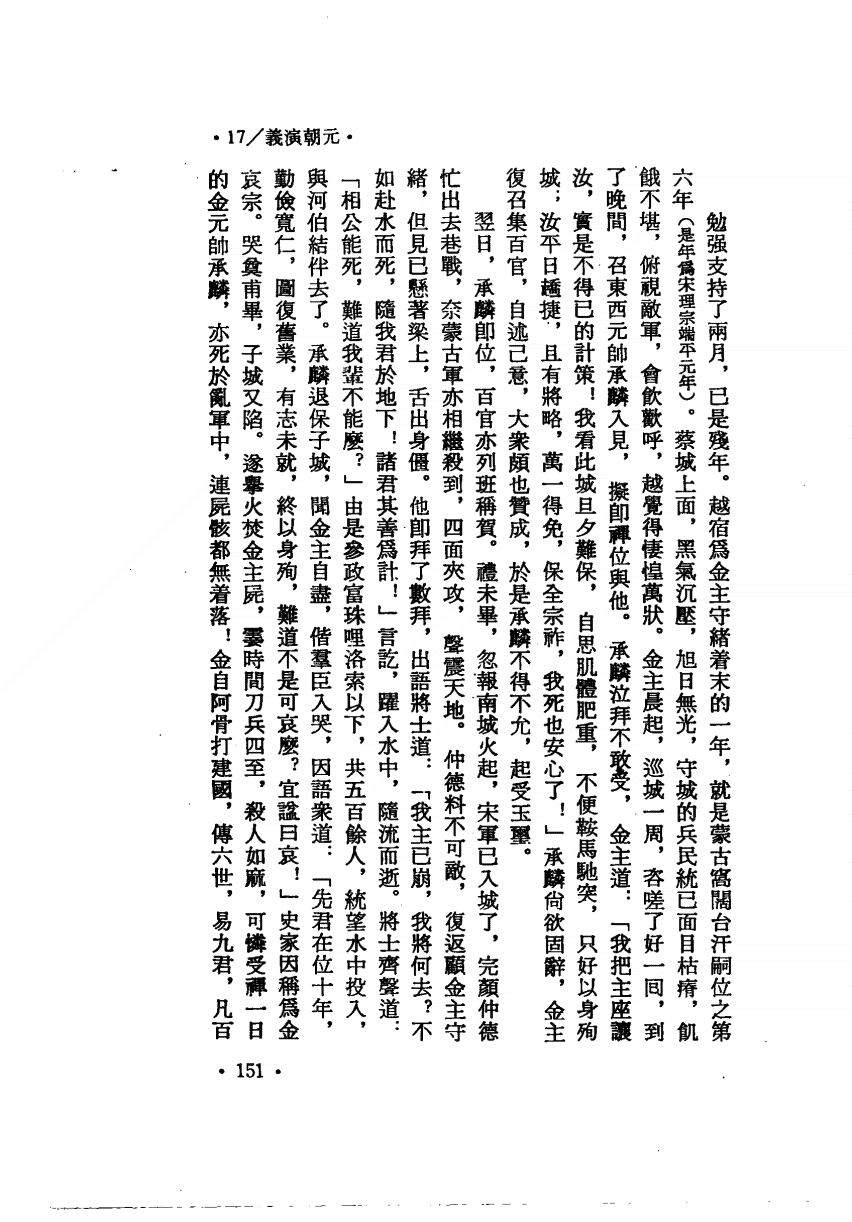 •17／義演朝元•
勉强支持了兩月，已是殘年。越宿爲金主守緒着末的一年，就是蒙古窩闊台汗嗣位之第
六年（是年爲宋理宗端平元年）。蔡城上面，黑氣沉壓，旭日無光，守城的兵民統已面目枯瘠，飢
餓不堪，俯視敵軍，會飲歡呼，越覺得悽惶萬狀。金主晨起，巡城一周，咨嗟了好一囘，到
了晚間，召東西元帥承麟入見，擬卽禪位與他。承麟泣拜不敢受，金主道：「我把主座讓
汝，實是不得已的計策！我看此城旦夕難保，自思肌體肥重，不便鞍馬馳突，只好以身殉
城；汝平日趫捷，且有將略，萬一得免，保全宗祚，我死也安心了！」承麟尙欲固辭，金主
復召集百官，自述己意，大衆頗也贊成，於是承麟不得不允，起受玉璽。
翌日，承麟卽位，百官亦列班稱賀。禮未畢，忽報南城火起，宋軍已入城了，完顏仲德
忙出去巷戰，奈蒙古軍亦相繼殺到，四面夾攻，聲震天地。仲德料不可敵，復返顧金主守
緒，但見已懸著梁上，舌出身僵。他卽拜了數拜，出語將士道：「我主已崩，我將何去？不
如赴水而死，隨我君於地下！諸君其善爲計！」言訖，躍入水中，隨流而逝。將士齊聲道：
「相公能死，難道我輩不能麽？」由是參政富珠哩洛索以下，共五百餘人，統望水中投入，
與河伯結伴去了。承麟退保子城，聞金主自盡，偕羣臣入哭，因語衆道：「先君在位十年，
勤儉寬仁，圖復舊業，有志未就，終以身殉，難道不是可哀麽？宜諡曰哀！」史家因稱爲金
哀宗。哭奠甫畢，子城又陷。遂擧火焚金主屍，霎時間刀兵四至，殺人如麻，可憐受禪一日
的金元帥承麟，亦死於亂軍中，連屍骸都無着落！金自阿骨打建國，傳六世，易九君，凡百
•151•